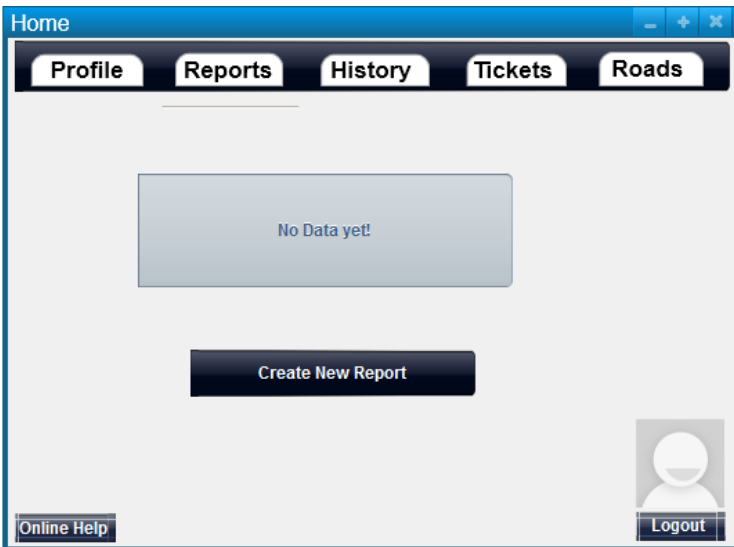 Home
Profile Reports History Tickets Roads
No Data yet!
Create New Report
Online Help Logout